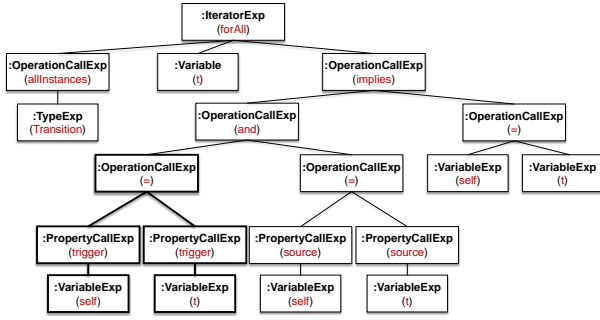 :IteratorExp
(forAll)
:OperationCallExp
(allInstances)
:Variable
(t)
:OperationCallExp
(implies)
:TypeExp
(Transition)
:OperationCallExp
(and)
:OperationCallExp
(=)
:OperationCallExp
(=)
:OperationCallExp
(=)
:VariableExp
(self)
:VariableExp
(t)
:PropertyCallExp
(trigger)
:PropertyCallExp
(trigger)
:PropertyCallExp
(source)
:PropertyCallExp
(source)
:VariableExp
(self)
:VariableExp
(t)
:VariableExp
(self)
:VariableExp
(t)